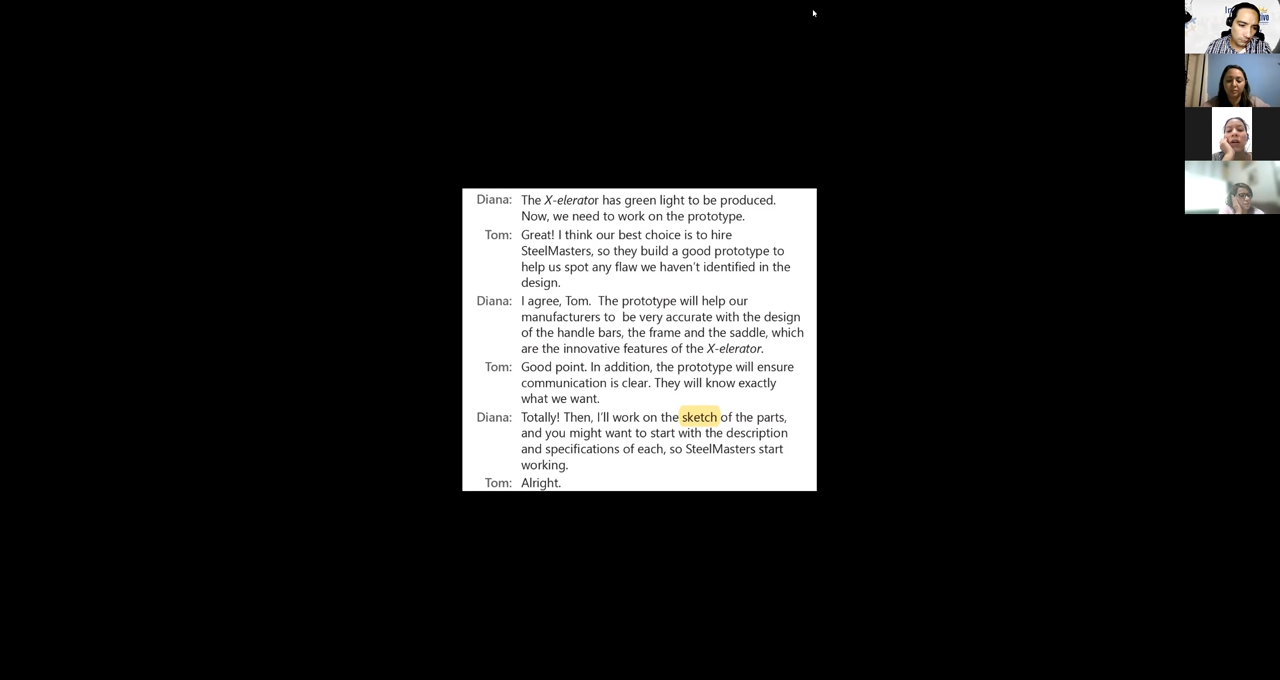 Diana: The X-elerator has green light to be produced.
Now, we need to work on the prototype.
Tom: Great! I think our best choice is to hire
SteelMasters, so they build a good prototype to
help us spot any flaw we haven't identified in the
design.
Diana: I agree, Tom. The prototype will help our
manufacturers to be very accurate with the design
of the handle bars, the frame and the saddle, which
are the innovative features of the X-elerator.
Tom: Good point. In addition, the prototype will ensure
communication is clear. They will know exactly
what we want.
Diana: Totally! Then, I'll work on the sketch of the parts,
and you might want to start with the description
and specifications of each, so SteelMasters start
working.
Tom: Alright.